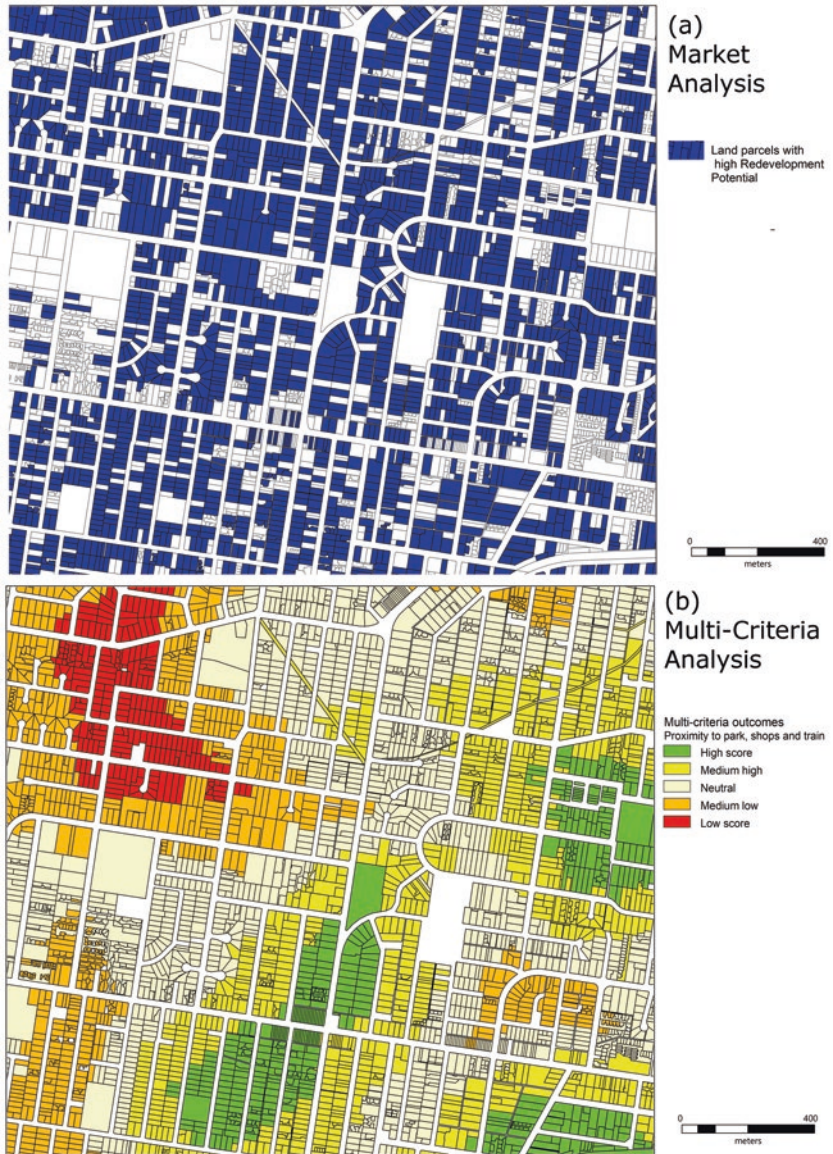 (a)
Market
Analysis
Land parcels with
high Redevelopment
Potential
-
0 400
meters
(b)
Multi-Criteria
Analysis
Multi-criteria outcomes
Proximity to park, shops and train
High score
Medium high
Neutral
Medium low
Low score
0 400
meters